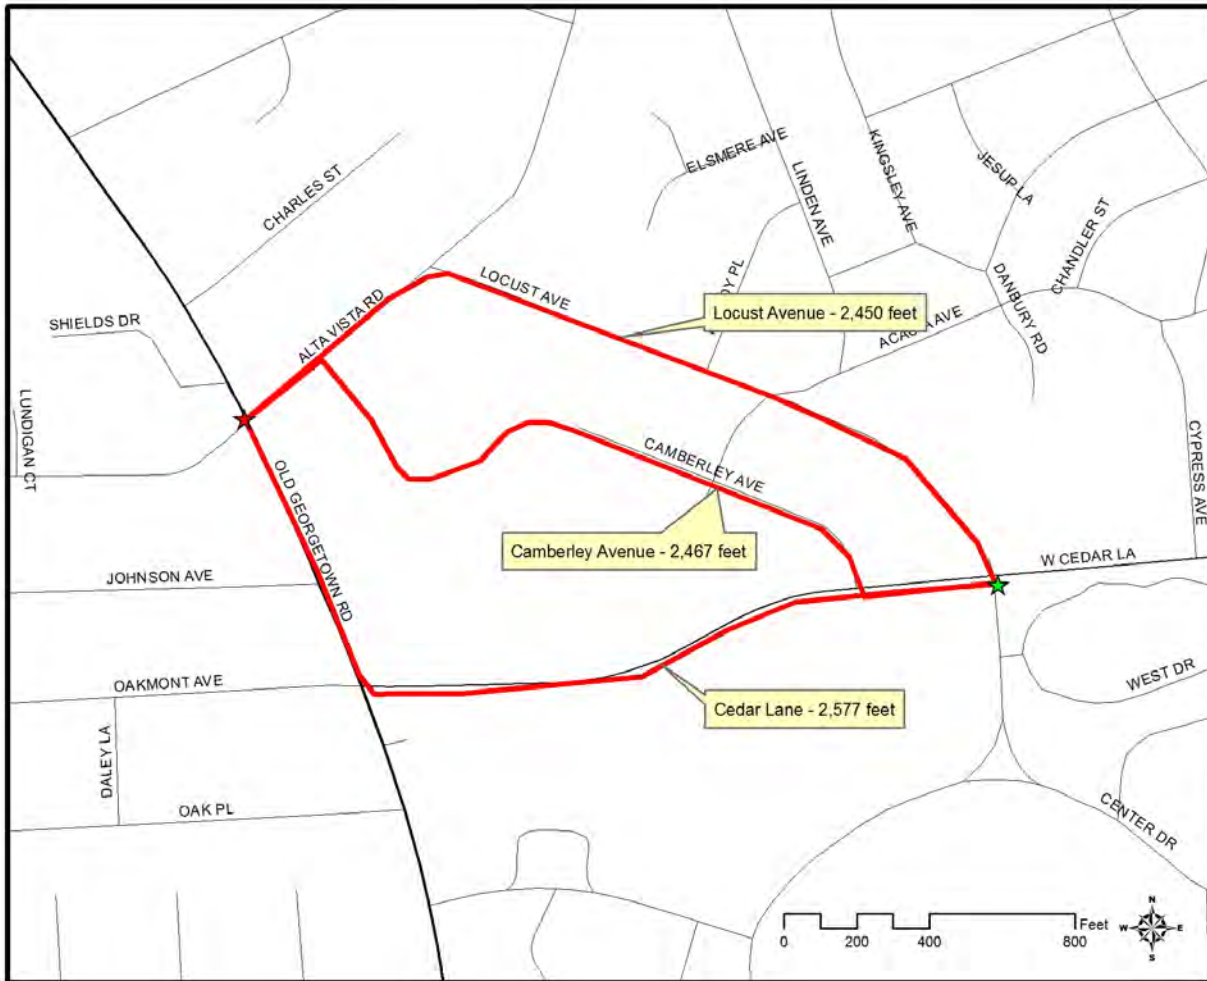 ELSMERE AVE
KINGSLEY AVE
LINDEN AVE
JESUP LA
CHARLES ST
CHANDLER ST
DANBURY RD
LOCUST AVE
ALTA VISTA RD
PL
Locust Avenue - 2,450 feet
SHIELDS DR
AVE
LUNDIGAN CT
CYPRESS AVE
CAMBERLEY AVE
OLD GEORGETOWN RD
Camberley Avenue - 2,467 feet
W CEDAR LA
JOHNSON AVE
OAKMONT AVE
WEST DR
Cedar Lane - 2,577 feet
DALEY LA
OAK PL
CENTER DR
N
W
E
S
Feet
0
200
400
800